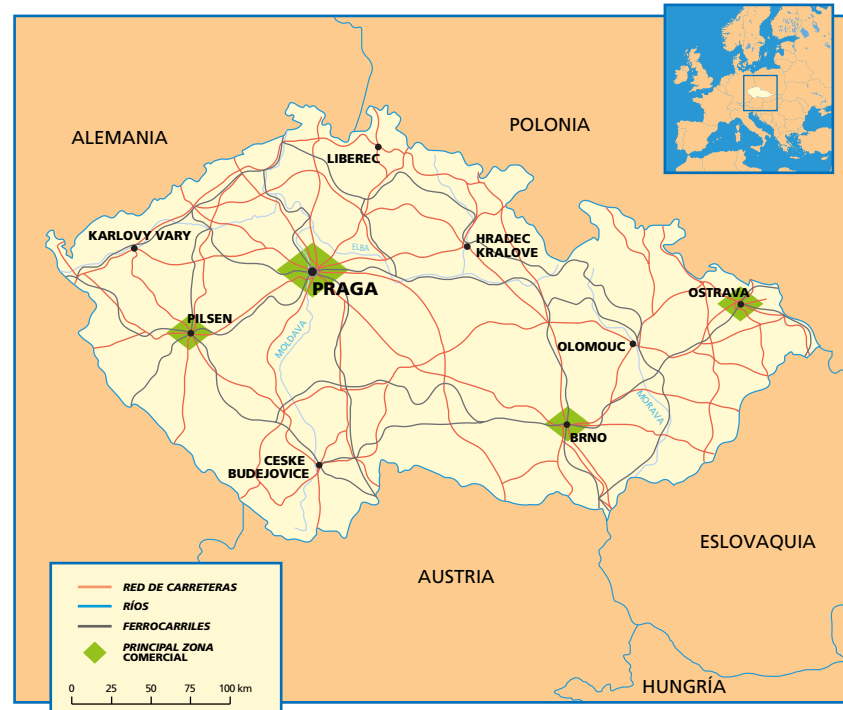 ALEMANIA
POLONIA
LIBEREC
KARLOVY VARY
HRADEC
KRALOVE
ELBA
PRAGA
OSTRAVA
PILSEN
MOLDAVA
OLOMOUC
MORAVA
BRNO
CESKE
BUDEJOVICE
ESLOVAQUIA
AUSTRIA
HUNGRÍA
RED DE CARRETERAS
RÍOS
FERROCARRILES
PRINCIPAL ZONA
COMERCIAL
0 25 50 75 100 km